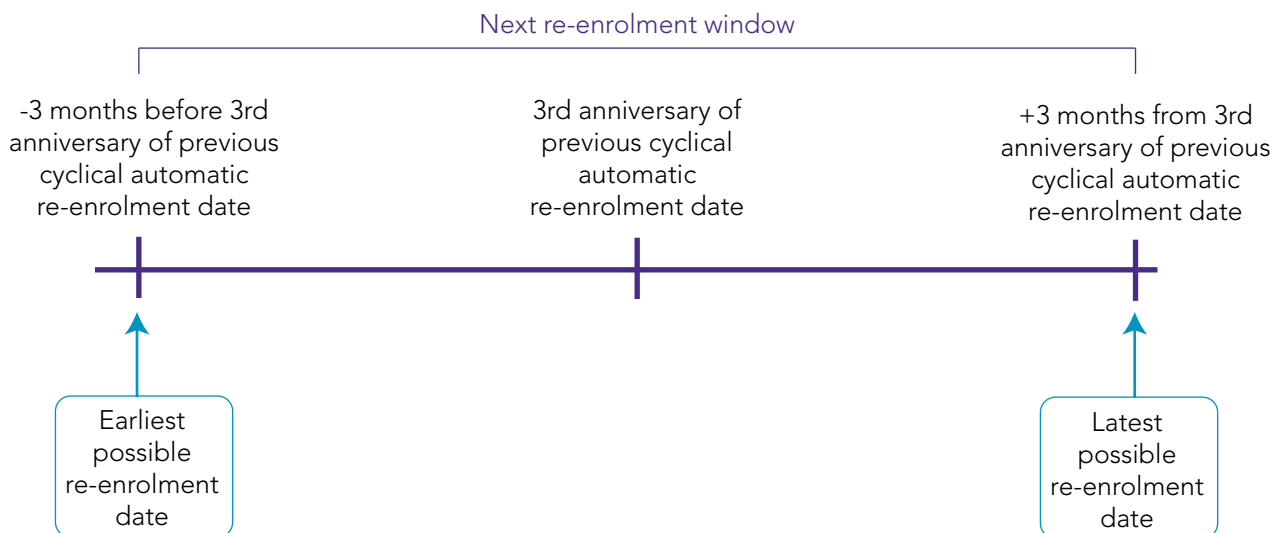 Next re-enrolment window
-3 months before 3rd
anniversary of previous
cyclical automatic
re-enrolment date
3rd anniversary of
previous cyclical
automatic
re-enrolment date
+3 months from 3rd
anniversary of previous
cyclical automatic
re-enrolment date
Earliest
possible
re-enrolment
date
Latest
possible
re-enrolment
date